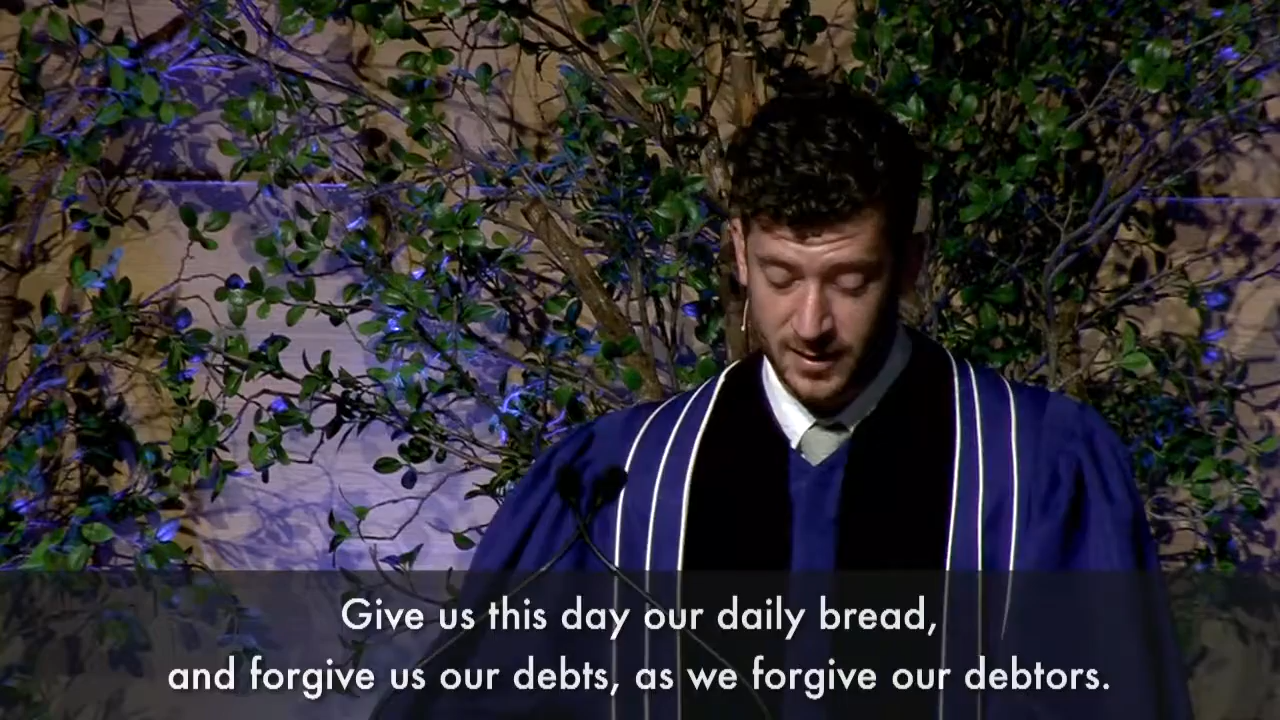 Give us this day our daily bread,
and forgive us our debts, as we forgive our debtors.